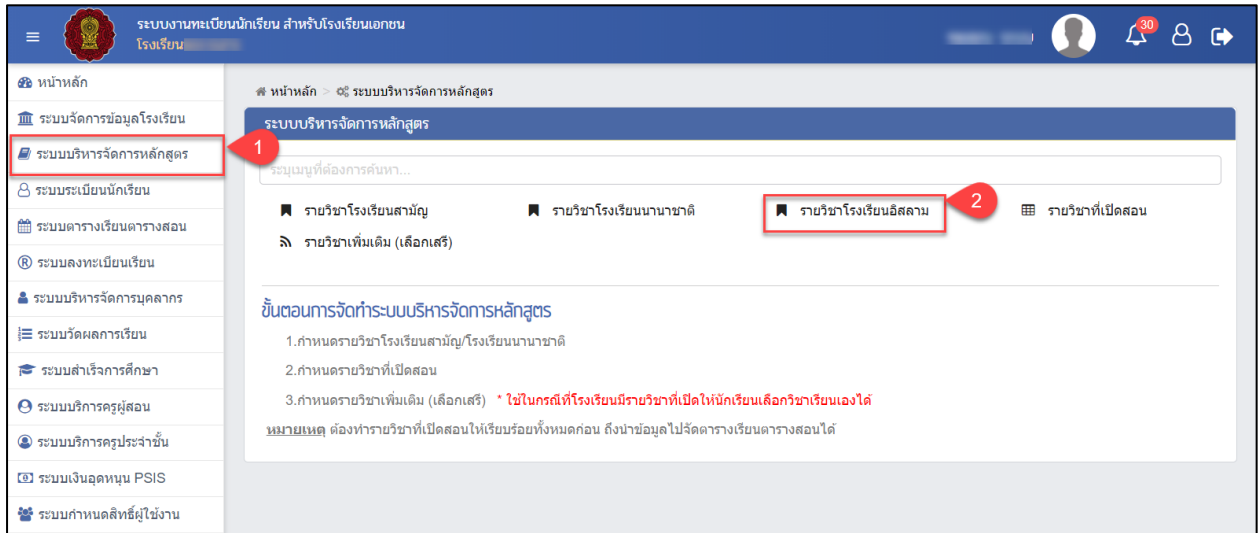 ระบบงานทะเบียนนักเรียน สำหรับโรงเรียนเอกชน
โรงเรียน
30
หน้าหลัก
ระบบจัดการข้อมูลโรงเรียน
ระบบบริหารจัดการหลักสูตร
ระบบระเบียนนักเรียน
ระบบตารางเรียนตารางสอน
ระบบลงทะเบียนเรียน
ระบบบริหารจัดการบุคลากร
ระบบวัดผลการเรียน
ระบบสำเร็จการศึกษา
ระบบบริการครูผู้สอน
ระบบบริการครูประจำชั้น
ระบบเงินอุดหนุน PSIS
ระบบกำหนดสิทธิ์ผู้ใช้งาน
หน้าหลัก > ระบบบริหารจัดการหลักสูตร
ระบบบริหารจัดการหลักสูตร
1
ระบุเมนูที่ต้องการค้นหา...
รายวิชาโรงเรียนสามัญ
รายวิชาโรงเรียนนานาชาติ
รายวิชาโรงเรียนอิสลาม
2
รายวิชาที่เปิดสอน
รายวิชาเพิ่มเติม (เลือกเสรี)
ขั้นตอนการจัดทำระบบบริหารจัดการหลักสูตร
1.กำหนดรายวิชาโรงเรียนสามัญ/โรงเรียนนานาชาติ
2.กำหนดรายวิชาที่เปิดสอน
3.กำหนดรายวิชาเพิ่มเติม (เลือกเสรี) * ใช้ในกรณีที่โรงเรียนมีรายวิชาที่เปิดให้นักเรียนเลือกวิชาเรียนเองได้
หมายเหตุ ต้องทำรายวิชาที่เปิดสอนให้เรียบร้อยทั้งหมดก่อน ถึงนำข้อมูลไปจัดตารางเรียนตารางสอนได้